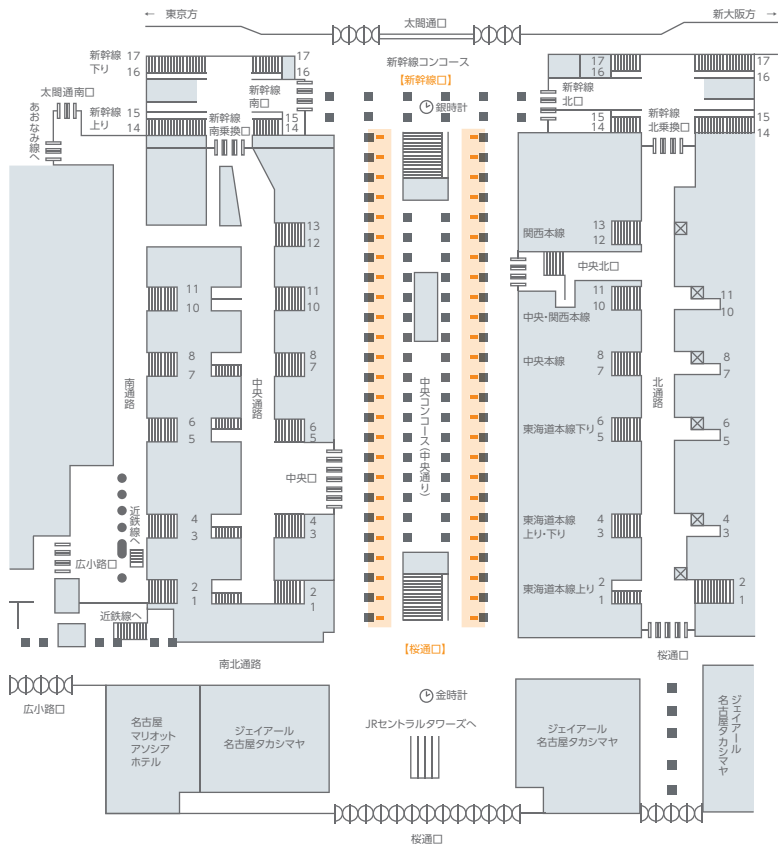 ← 東京方
太閤通口
新大阪方 →
新幹線
下り
17
16
17
16
新幹線コンコース
【新幹線口】
17
16
17
16
太閤通南口
あおなみ線へ
新幹線
上り
15
14
新幹線
南口
15
14
銀時計
新幹線
北口
15
14
15
14
新幹線
南乗換口
新幹線
北乗換口
13
12
関西本線
13
12
中央北口
11
10
11
10
中央・関西本線
11
10
11
10
8
7
8
7
中央本線
8
7
8
7
南通路
中央通路
中央コンコース(中央通り)
北通路
6
5
6
5
東海道本線下り
6
5
6
5
中央口
近鉄線へ
4
3
4
3
東海道本線
上り・下り
4
3
4
3
広小路口
2
1
2
1
東海道本線上り
2
1
2
1
近鉄線へ
【桜通口】
桜通口
南北通路
広小路口
金時計
名古屋
マリオット
アソシア
ホテル
ジェイアール
名古屋タカシマヤ
JRセントラルタワーズへ
ジェイアール
名古屋タカシマヤ
ジェイアール
名古屋タカシマヤ
桜通口